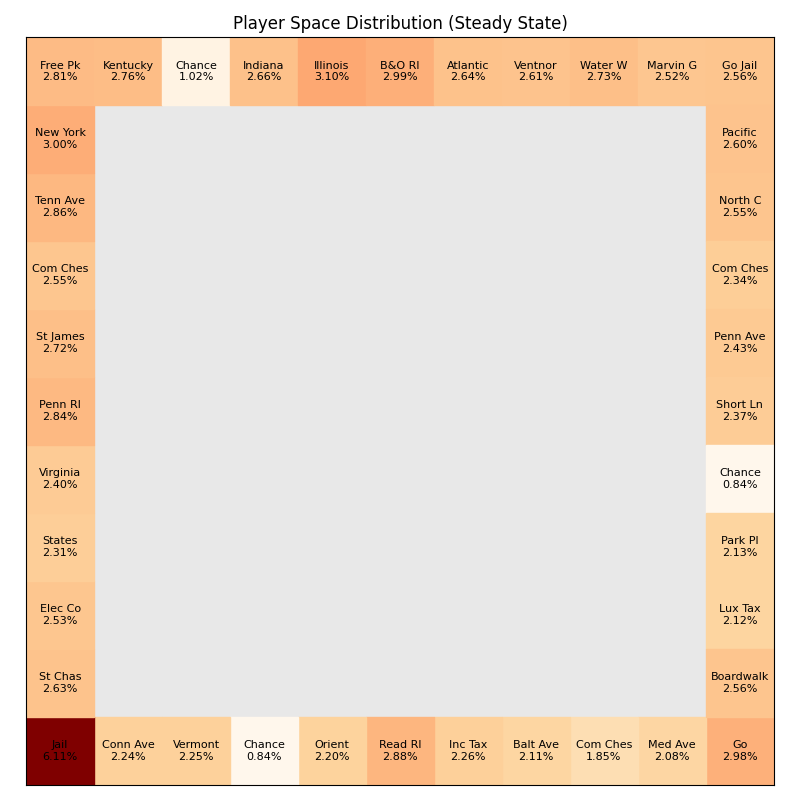 Player Space Distribution (Steady State)
Free Pk
2.81%
Kentucky
2.76%
Chance
1.02%
Indiana
2.66%
Illinois
3.10%
B&O Rl
2.99%
Atlantic
2.64%
Ventnor
2.61%
Water W
2.73%
Marvin G
2.52%
Go Jail
2.56%
New York
3.00%
Pacific
2.60%
Tenn Ave
2.86%
North C
2.55%
Com Ches
2.55%
Com Ches
2.34%
St James
2.72%
Penn Ave
2.43%
Penn Rl
2.84%
Short Ln
2.37%
Virginia
2.40%
Chance
0.84%
States
2.31%
Park Pl
2.13%
Elec Co
2.53%
Lux Tax
2.12%
St Chas
2.63%
Boardwalk
2.56%
Jail
6.11%
Conn Ave
2.24%
Vermont
2.25%
Chance
0.84%
Orient
2.20%
Read Rl
2.88%
Inc Tax
2.26%
Balt Ave
2.11%
Com Ches
1.85%
Med Ave
2.08%
Go
2.98%